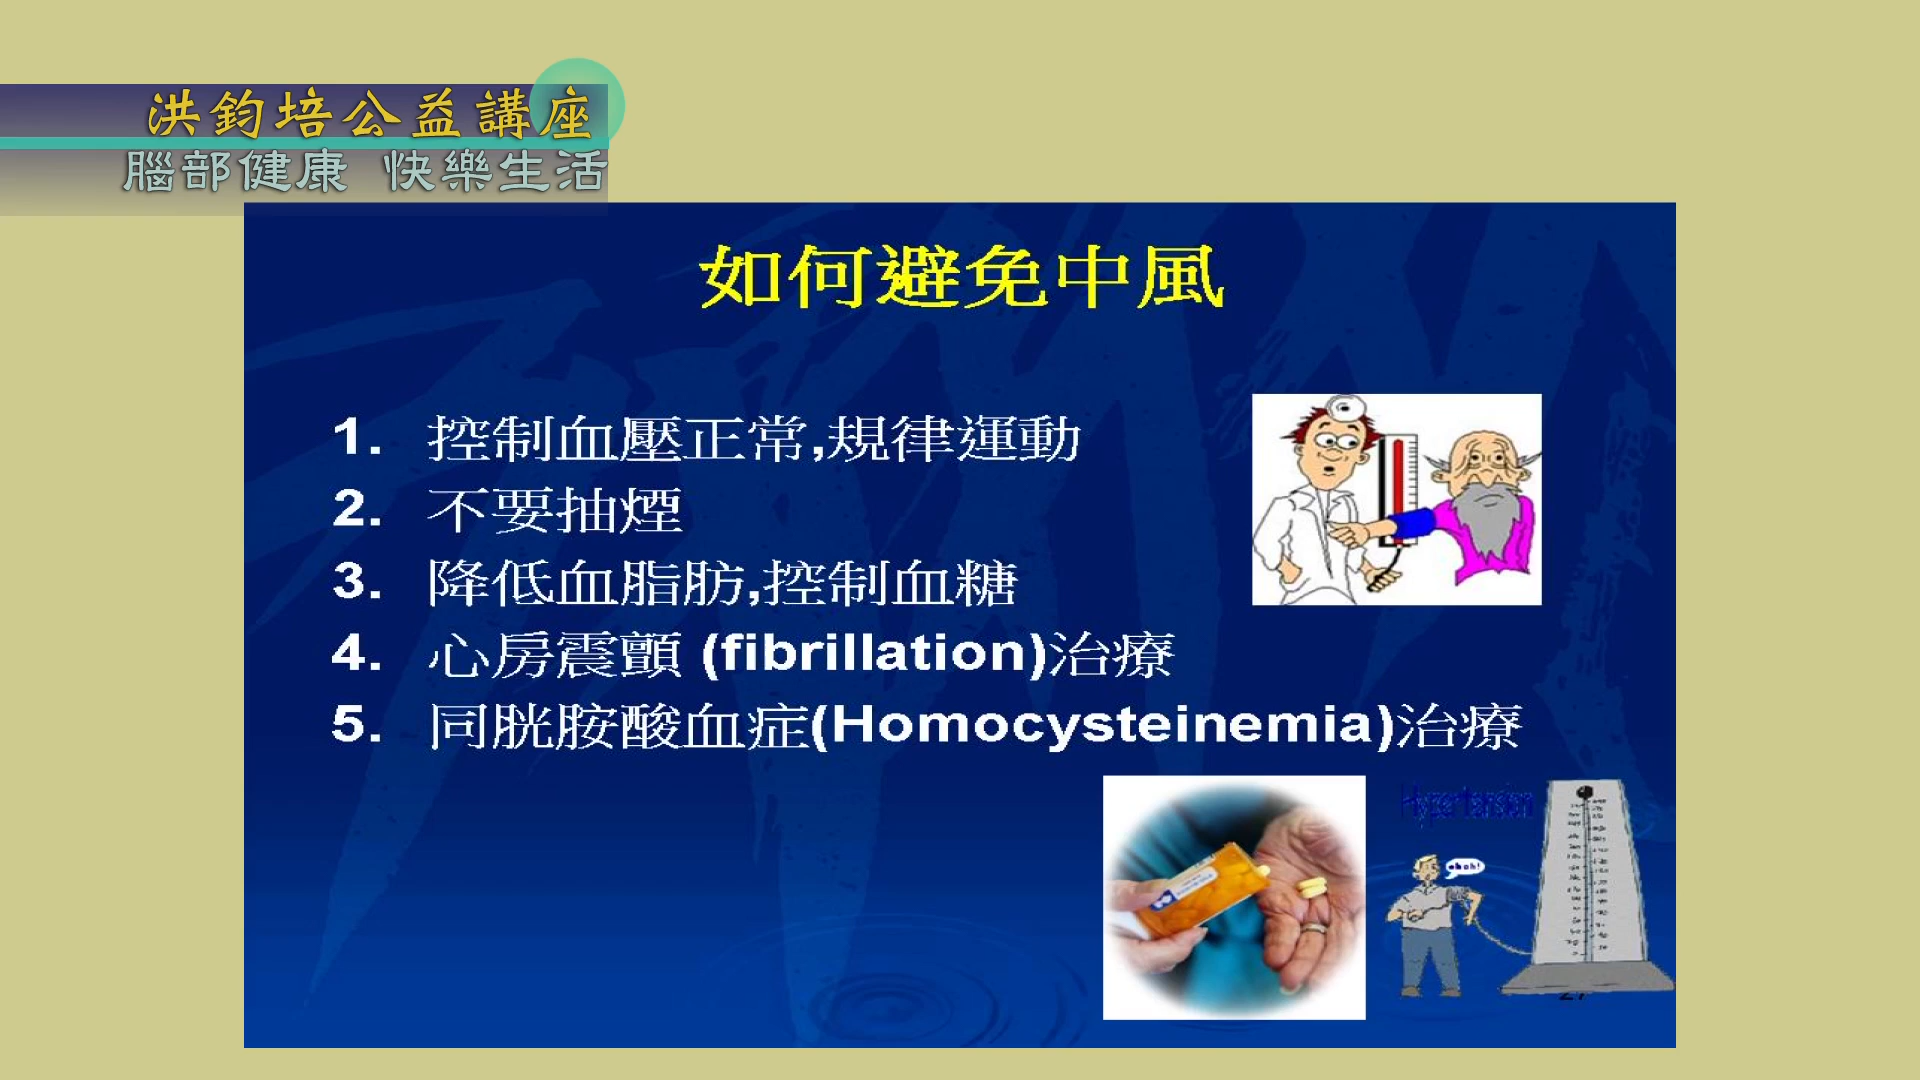 洪鈞培公益講座
腦部健康 快樂生活
如何避免中風
1. 控制血壓正常,規律運動
2. 不要抽煙
3. 降低血脂肪,控制血糖
4. 心房震顫 (fibrillation)治療
5. 同胱胺酸血症(Homocysteinemia)治療
Hypertension